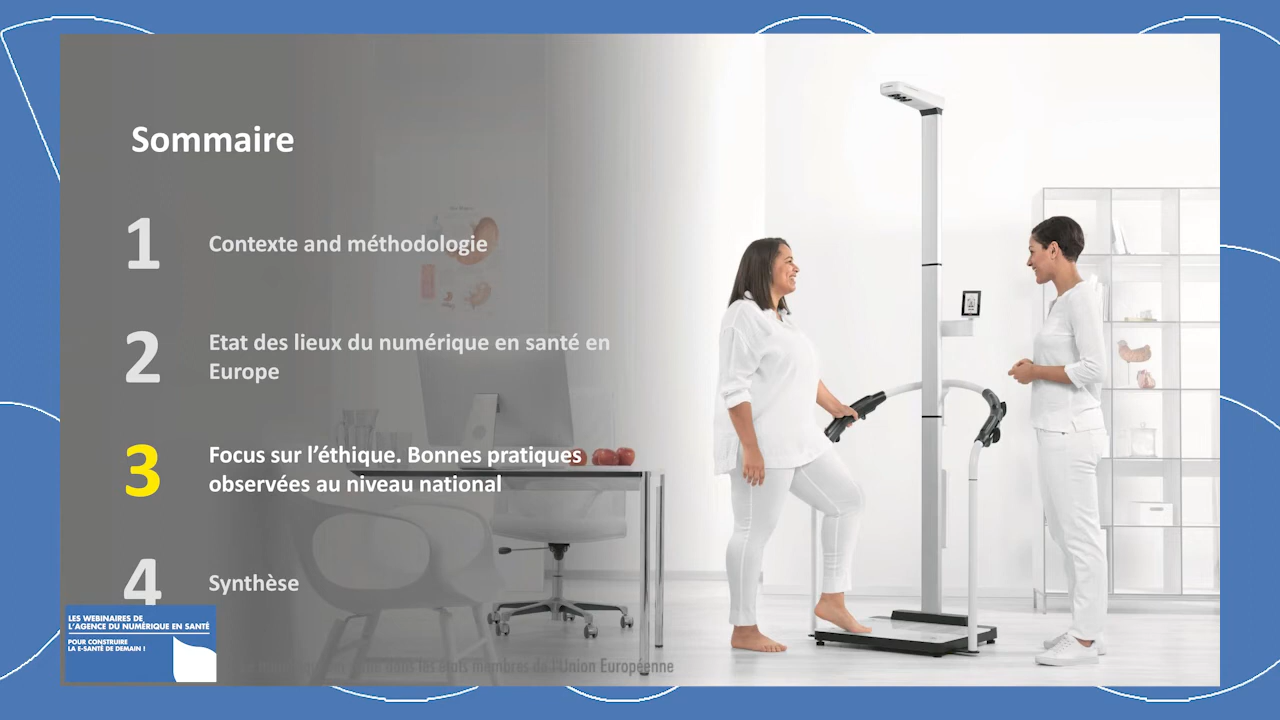 Sommaire
1
Contexte and méthodologie
2
Etat des lieux du numérique en santé en
Europe
3
Focus sur l’éthique. Bonnes pratiques
observées au niveau national
4
Synthèse
LES WEBINAIRES DE
L’AGENCE DU NUMÉRIQUE EN SANTÉ
POUR CONSTRUIRE
LA E-SANTÉ DE DEMAIN !
les états membres de l'Union Européenne